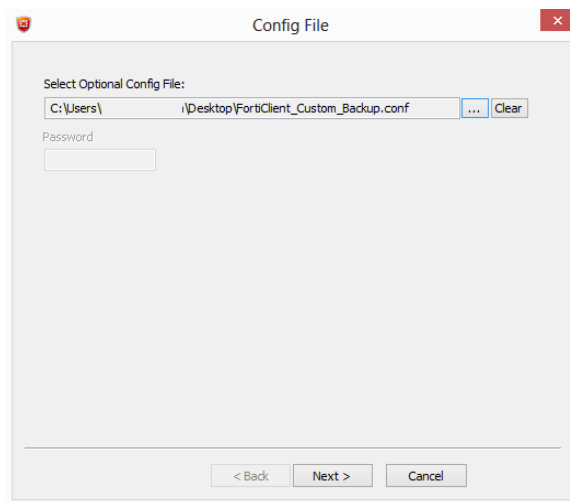 Config File
Select Optional Config File:
C:\Users\ \Desktop\FortiClient_Custom_Backup.conf ... Clear
Password
< Back Next > Cancel